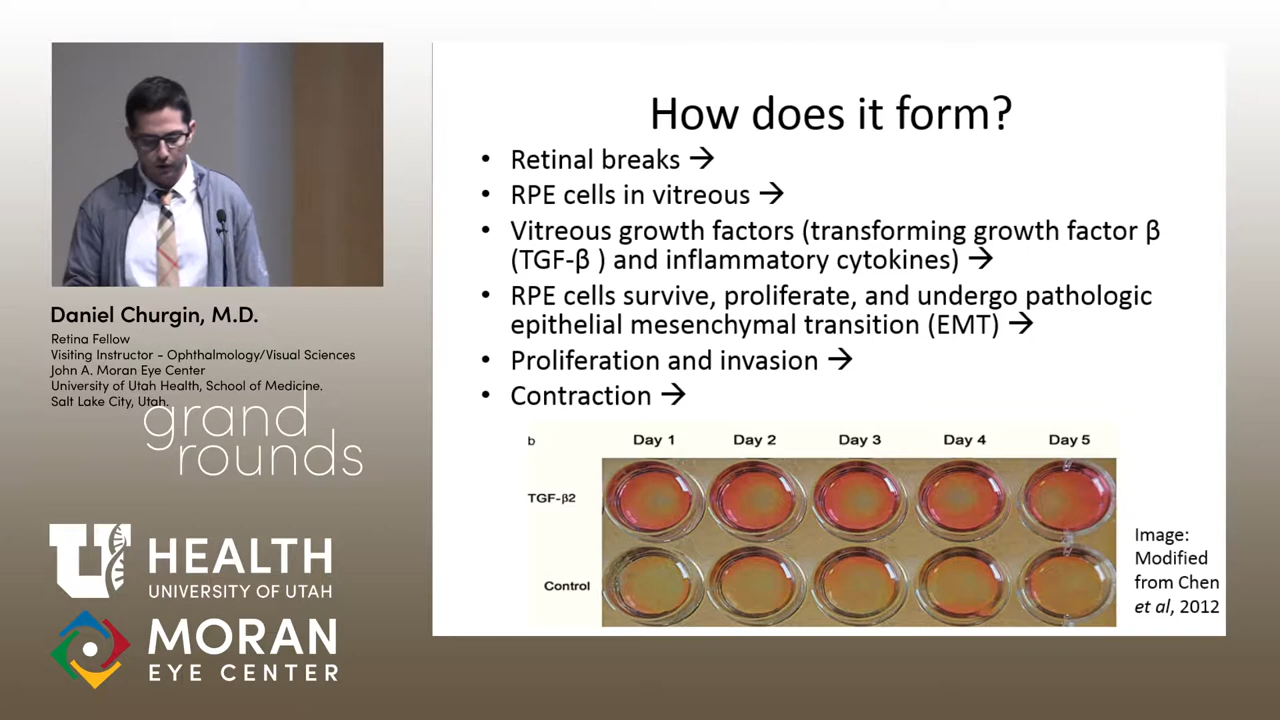 How does it form?
• Retinal breaks →
• RPE cells in vitreous →
• Vitreous growth factors (transforming growth factor β
(TGF-β ) and inflammatory cytokines) →
• RPE cells survive, proliferate, and undergo pathologic
epithelial mesenchymal transition (EMT) →
• Proliferation and invasion →
• Contraction →
b Day 1 Day 2 Day 3 Day 4 Day 5
TGF-β2
Control
Image:
Modified
from Chen
et al, 2012
Daniel Churgin, M.D.
Retina Fellow
Visiting Instructor - Ophthalmology/Visual Sciences
John A. Moran Eye Center
University of Utah Health, School of Medicine.
Salt Lake City, Utah.
grand
rounds
U HEALTH
UNIVERSITY OF UTAH
MORAN
EYE CENTER